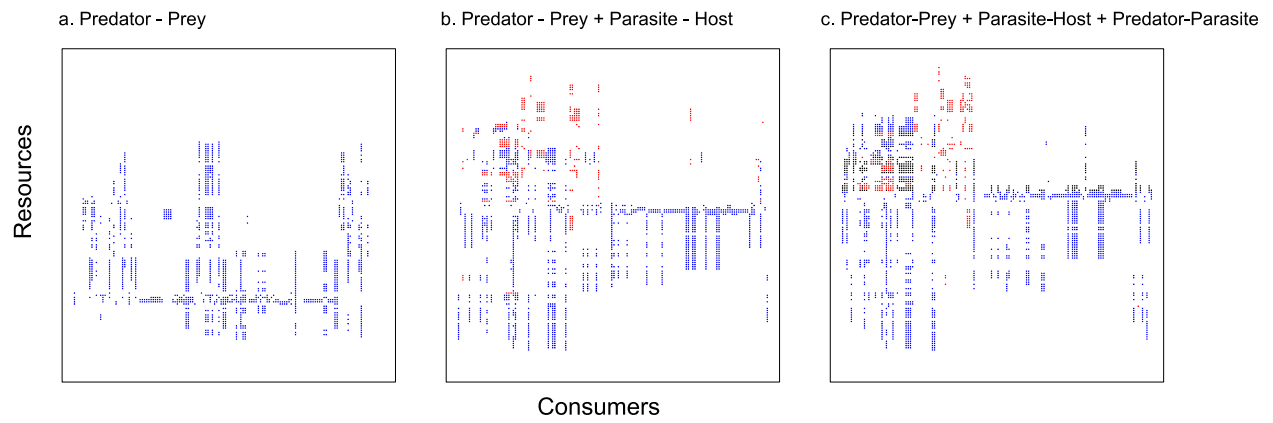 a. Predator - Prey
b. Predator - Prey + Parasite - Host
c. Predator-Prey + Parasite-Host + Predator-Parasite
Resources
Consumers